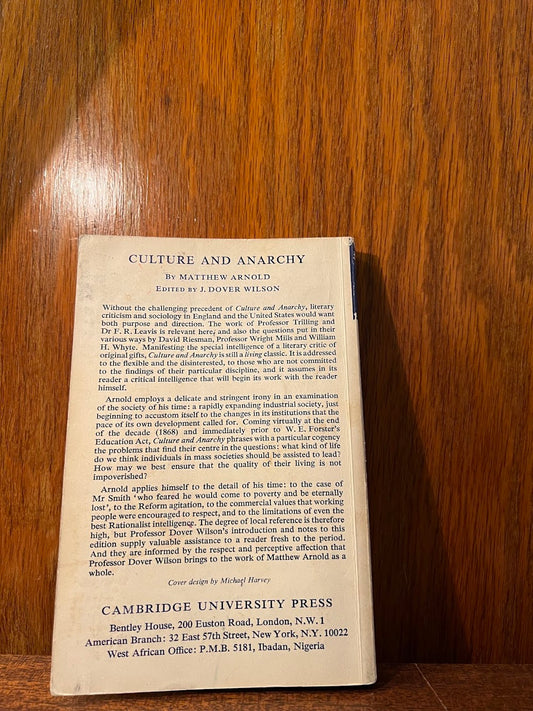 CULTURE AND ANARCHY
BY MATTHEW ARNOLD
EDITED BY J. DOVER WILSON
Without the challenging precedent of Culture and Anarchy, literary
criticism and sociology in England and the United States would want
both purpose and direction. The work of Professor Trilling and
Dr F. R. Leavis is relevant here, and also the questions put in their
various ways by David Riesman, Professor Wright Mills and William
H. Whyte. Manifesting the special intelligence of a literary critic of
original gifts, Culture and Anarchy is still a living classic. It is addressed
to the flexible and the disinterested, to those who are not committed
to the findings of their particular discipline, and it assumes in its
reader a critical intelligence that will begin its work with the reader
himself.
Arnold employs a delicate and stringent irony in an examination
of the society of his time: a rapidly expanding industrial society, just
beginning to accustom itself to the changes in its institutions that the
pace of its own development called for. Coming virtually at the end
of the decade (1868) and immediately prior to W. E. Forster's
Education Act, Culture and Anarchy phrases with a particular cogency
the problems that find their centre in the questions: what kind of life
do we think individuals in mass societies should be assisted to lead?
How may we best ensure that the quality of their living is not
impoverished?
Arnold applies himself to the detail of his time: to the case of
Mr Smith 'who feared he would come to poverty and be eternally
lost', to the Reform agitation, to the commercial values that working
people were encouraged to respect, and to the limitations of even the
best Rationalist intelligence. The degree of local reference is therefore
high, but Professor Dover Wilson's introduction and notes to this
edition supply valuable assistance to a reader fresh to the period.
And they are informed by the respect and perceptive affection that
Professor Dover Wilson brings to the work of Matthew Arnold as a
whole.
Cover design by Michael Harvey
CAMBRIDGE UNIVERSITY PRESS
Bentley House, 200 Euston Road, London, N.W. 1
American Branch: 32 East 57th Street, New York, N.Y. 10022
West African Office: P.M.B. 5181, Ibadan, Nigeria